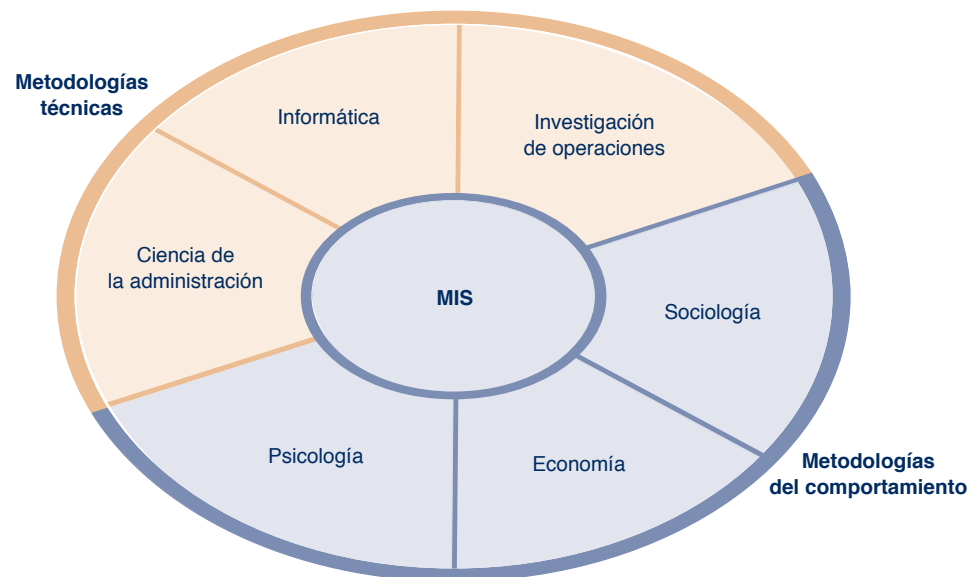 Metodologías
técnicas
Informática
Investigación
de operaciones
Ciencia de
la administración
MIS
Sociología
Psicología
Economía
Metodologías
del comportamiento